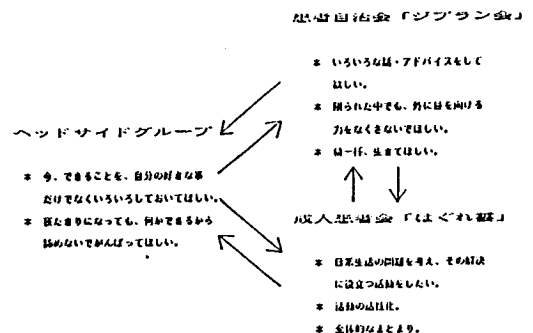 患者自治会「ジプラン会」
* いろいろな話・アドバイスをして
ほしい。
* 限られた中でも、外に目を向ける
力をなくさないでほしい。
* 精一杯、生きてほしい。
ヘッドサイドグループ
* 今、できることを、自分の好きな事
だけでなくいろいろしておいてほしい。
* 寝たきりになっても、何かできるから
諦めないでがんばってほしい。
成人患者会「はぐれ雲」
* 日常生活の問題を考え、その解決
に役立つ活動をしたい。
* 活動の活性化。
* 全体的なまとまり。